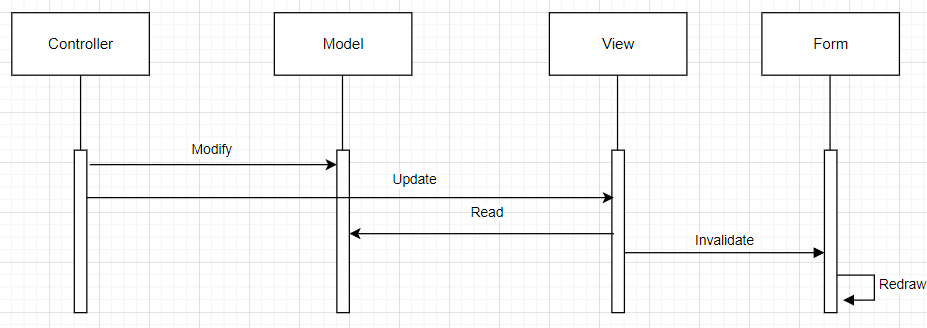 Controller
Model
View
Form
Modify
Update
Read
Invalidate
Redraw